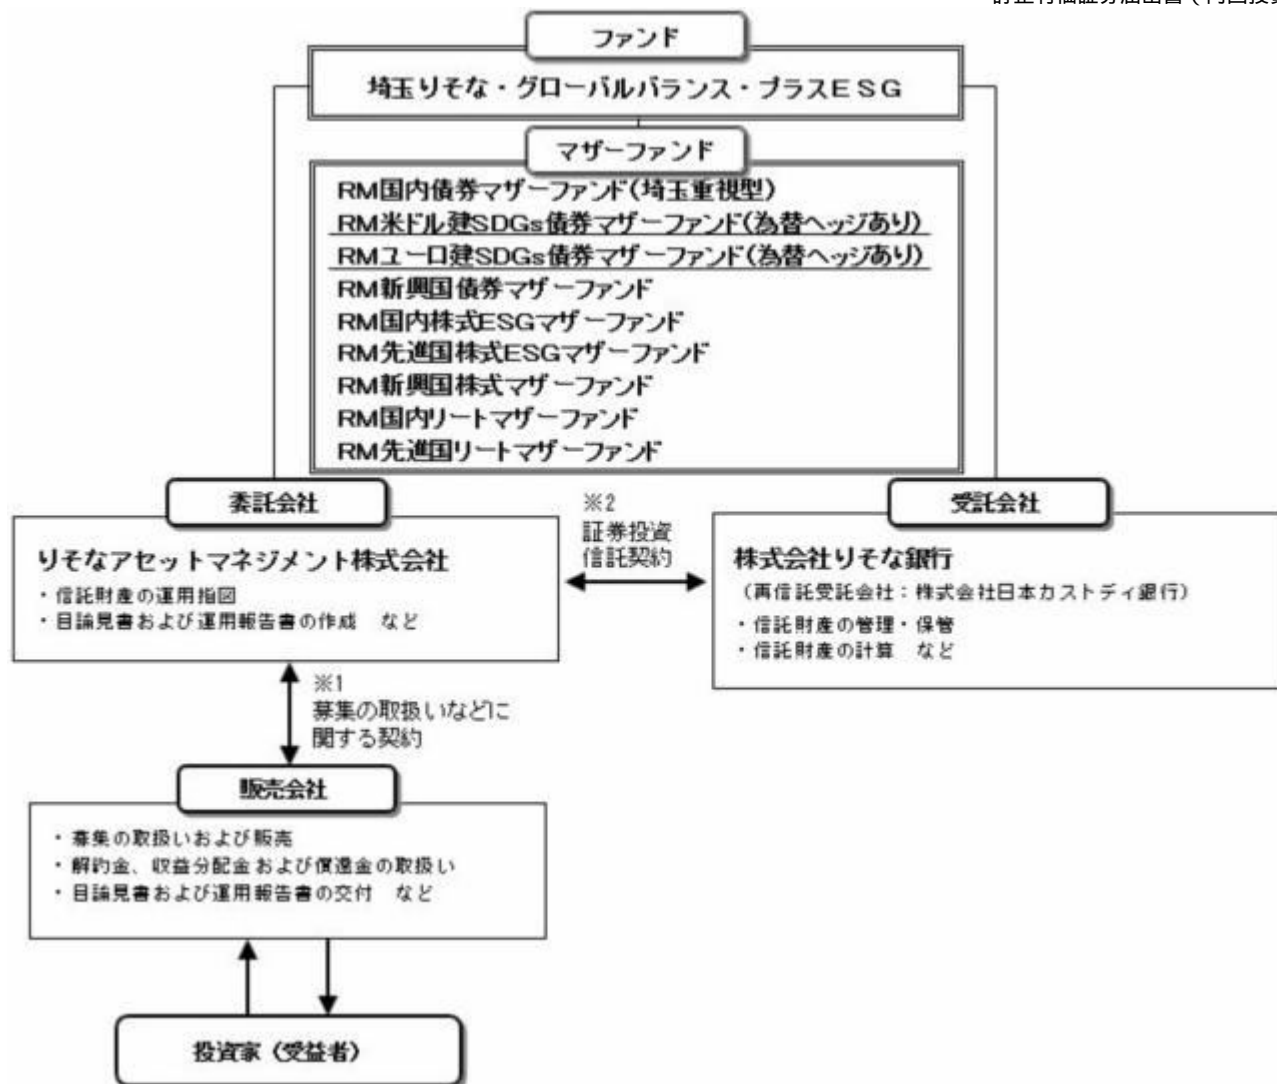 ファンド
埼玉りそな・グローバルバランス・プラスESG
マザーファンド
RM国内債券マザーファンド(埼玉重視型)
RM米ドル建SDGs債券マザーファンド(為替ヘッジあり)
RMユーロ建SDGs債券マザーファンド(為替ヘッジあり)
RM新興国債券マザーファンド
RM国内株式ESGマザーファンド
RM先進国株式ESGマザーファンド
RM新興国株式マザーファンド
RM国内リートマザーファンド
RM先進国リートマザーファンド
委託会社
りそなアセットマネジメント株式会社
・信託財産の運用指図
・目論見書および運用報告書の作成 など
※2
証券投資
信託契約
受託会社
株式会社りそな銀行
(再信託受託会社:株式会社日本カストディ銀行)
・信託財産の管理・保管
・信託財産の計算 など
※1
募集の取扱いなどに
関する契約
販売会社
・募集の取扱いおよび販売
・解約金、収益分配金および償還金の取扱い
・目論見書および運用報告書の交付 など
投資家(受益者)